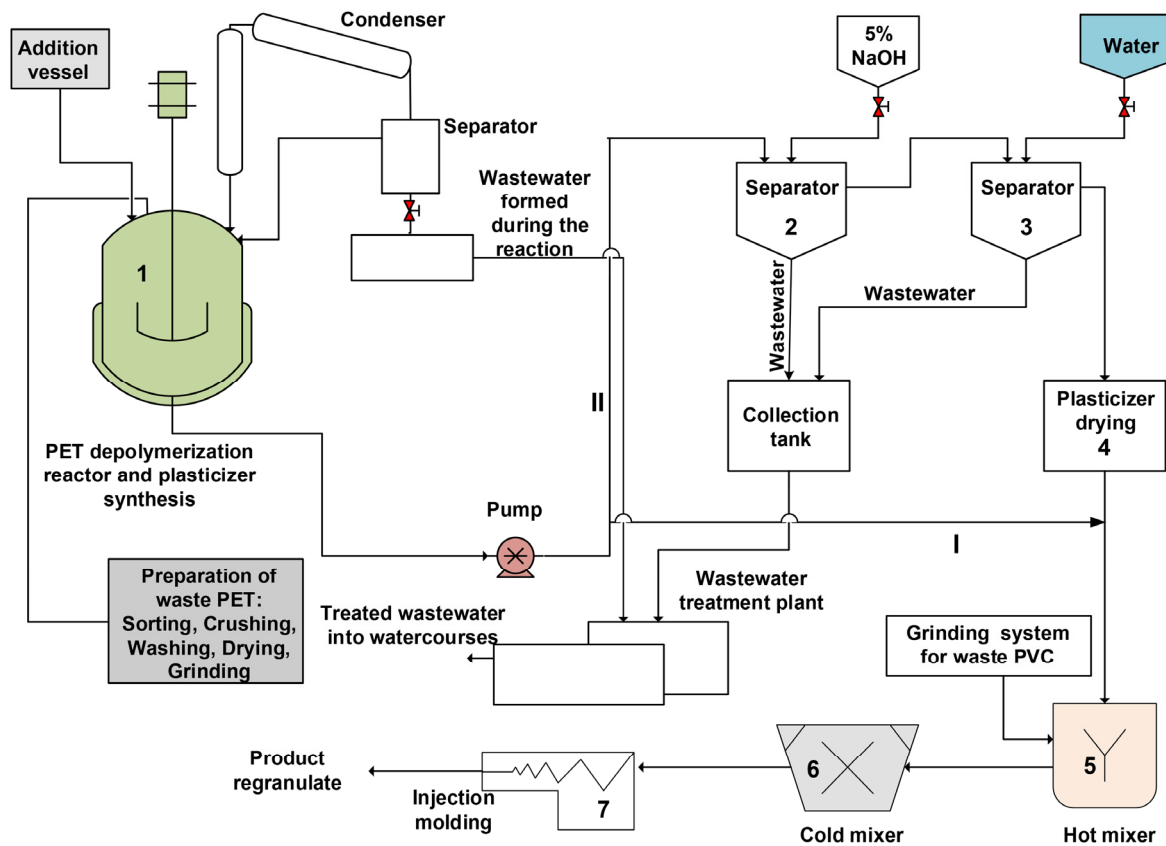 Condenser
Addition
vessel
5%
NaOH
Water
Separator
Wastewater
formed
during the
reaction
Separator
2
Separator
3
1
Wastewater
Wastewater
II
Collection
tank
Plasticizer
drying
4
PET depolymerization
reactor and plasticizer
synthesis
Pump
I
Preparation of
waste PET:
Sorting, Crushing,
Washing, Drying,
Grinding
Wastewater
treatment plant
Treated wastewater
into watercourses
Grinding system
for waste PVC
Product
regranulate
Injection
molding
7
6
5
Cold mixer
Hot mixer